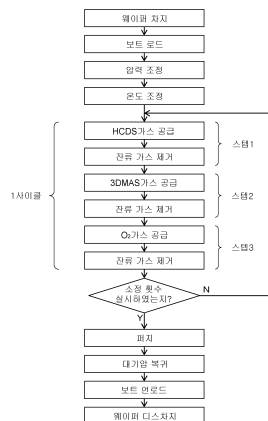 웨이퍼 차지
보트 로드
압력 조정
온도 조정
HCDS가스 공급
잔류 가스 제거
스텝1
1사이클
3DMAS가스 공급
잔류 가스 제거
스텝2
O₂가스 공급
잔류 가스 제거
스텝3
소정 횟수
실시하였는지?
N
Y
퍼지
대기압 복귀
보트 언로드
웨이퍼 디스차지